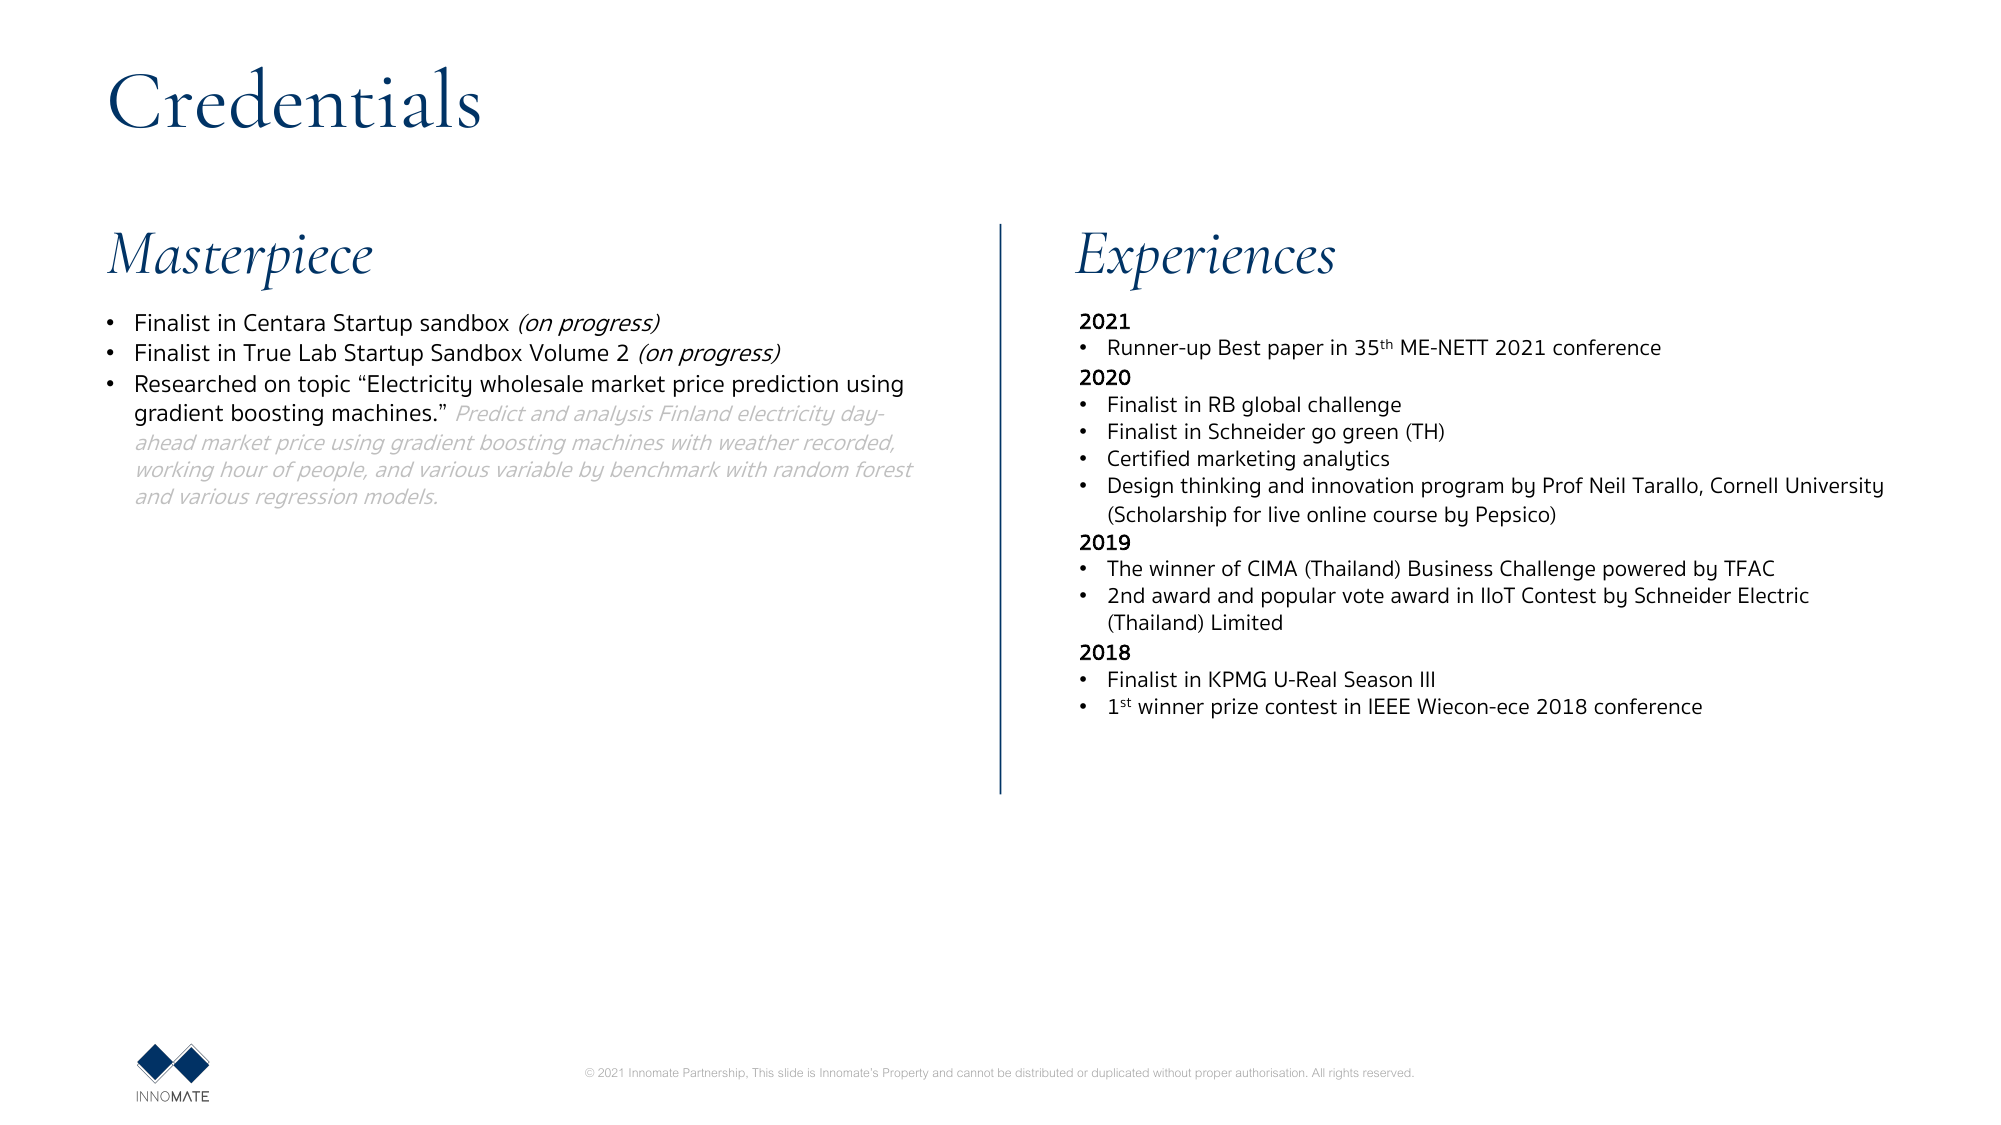 Credentials
Masterpiece
• Finalist in Centara Startup sandbox (on progress)
• Finalist in True Lab Startup Sandbox Volume 2 (on progress)
• Researched on topic “Electricity wholesale market price prediction using
gradient boosting machines.” Predict and analysis Finland electricity day-
ahead market price using gradient boosting machines with weather recorded,
working hour of people, and various variable by benchmark with random forest
and various regression models.
Experiences
2021
• Runner-up Best paper in 35th ME-NETT 2021 conference
2020
• Finalist in RB global challenge
• Finalist in Schneider go green (TH)
• Certified marketing analytics
• Design thinking and innovation program by Prof Neil Tarallo, Cornell University
(Scholarship for live online course by Pepsico)
2019
• The winner of CIMA (Thailand) Business Challenge powered by TFAC
• 2nd award and popular vote award in IIoT Contest by Schneider Electric
(Thailand) Limited
2018
• Finalist in KPMG U-Real Season III
• 1st winner prize contest in IEEE Wiecon-ece 2018 conference
INNOMATE
© 2021 Innomate Partnership, This slide is Innomate's Property and cannot be distributed or duplicated without proper authorisation. All rights reserved.